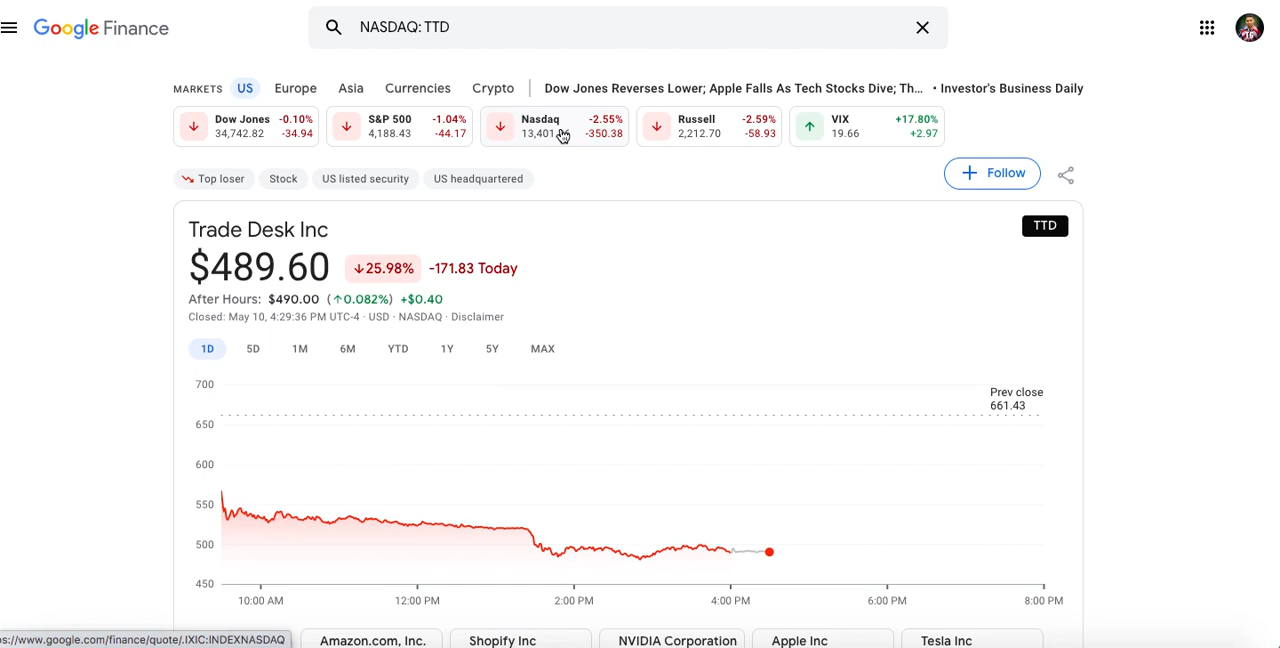 Google Finance
NASDAQ: TTD
MARKETS US Europe Asia Currencies Crypto Dow Jones Reverses Lower; Apple Falls As Tech Stocks Dive; Th... • Investor's Business Daily
Dow Jones -0.10%
34,742.82 -34.94
S&P 500 -1.04%
4,188.43 -44.17
Nasdaq -2.55%
-350.38
Russell -2.59%
2,212.70 -58.93
VIX +17.80%
19.66 +2.97
Top loser Stock US listed security US headquartered
Follow
Trade Desk Inc
TTD
$489.60 25.98% -171.83 Today
After Hours: $490.00 (↑0.082%) +$0.40
Closed: May 10, 4:29:36 PM UTC-4 · USD · NASDAQ · Disclaimer
1D 5D 1M 6M YTD 1Y 5Y MAX
700
Prev close
661.43
650
600
550
500
450
10:00 AM 12:00 PM 2:00 PM 4:00 PM 6:00 PM 8:00 PM
ps://www.google.com/finance/quote/.IXIC:INDEXNASDAQ
Amazon.com, Inc. Shopify Inc NVIDIA Corporation Apple Inc Tesla Inc